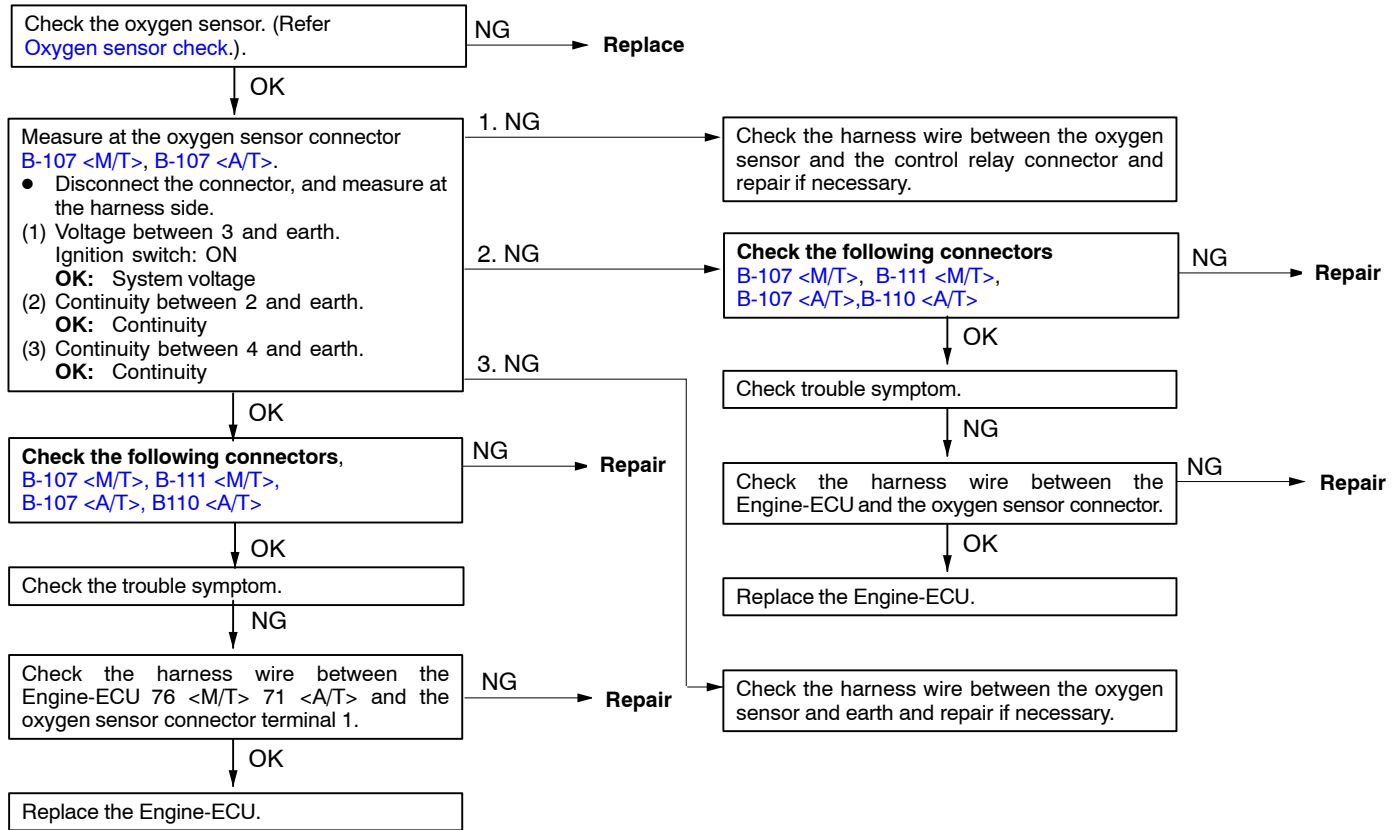 Check the oxygen sensor. (Refer
Oxygen sensor check.).
NG
Replace
OK
Measure at the oxygen sensor connector
B-107 <M/T>, B-107 <A/T>.
● Disconnect the connector, and measure at
the harness side.
(1) Voltage between 3 and earth.
Ignition switch: ON
OK: System voltage
(2) Continuity between 2 and earth.
OK: Continuity
(3) Continuity between 4 and earth.
OK: Continuity
1. NG
Check the harness wire between the oxygen
sensor and the control relay connector and
repair if necessary.
2. NG
Check the following connectors
B-107 <M/T>, B-111 <M/T>,
B-107 <A/T>,B-110 <A/T>
NG
Repair
OK
Check trouble symptom.
NG
Check the harness wire between the
Engine-ECU and the oxygen sensor connector.
NG
Repair
OK
Replace the Engine-ECU.
3. NG
Check the harness wire between the oxygen
sensor and earth and repair if necessary.
OK
Check the following connectors,
B-107 <M/T>, B-111 <M/T>,
B-107 <A/T>, B110 <A/T>
NG
Repair
OK
Check the trouble symptom.
NG
Check the harness wire between the
Engine-ECU 76 <M/T> 71 <A/T> and the
oxygen sensor connector terminal 1.
NG
Repair
OK
Replace the Engine-ECU.